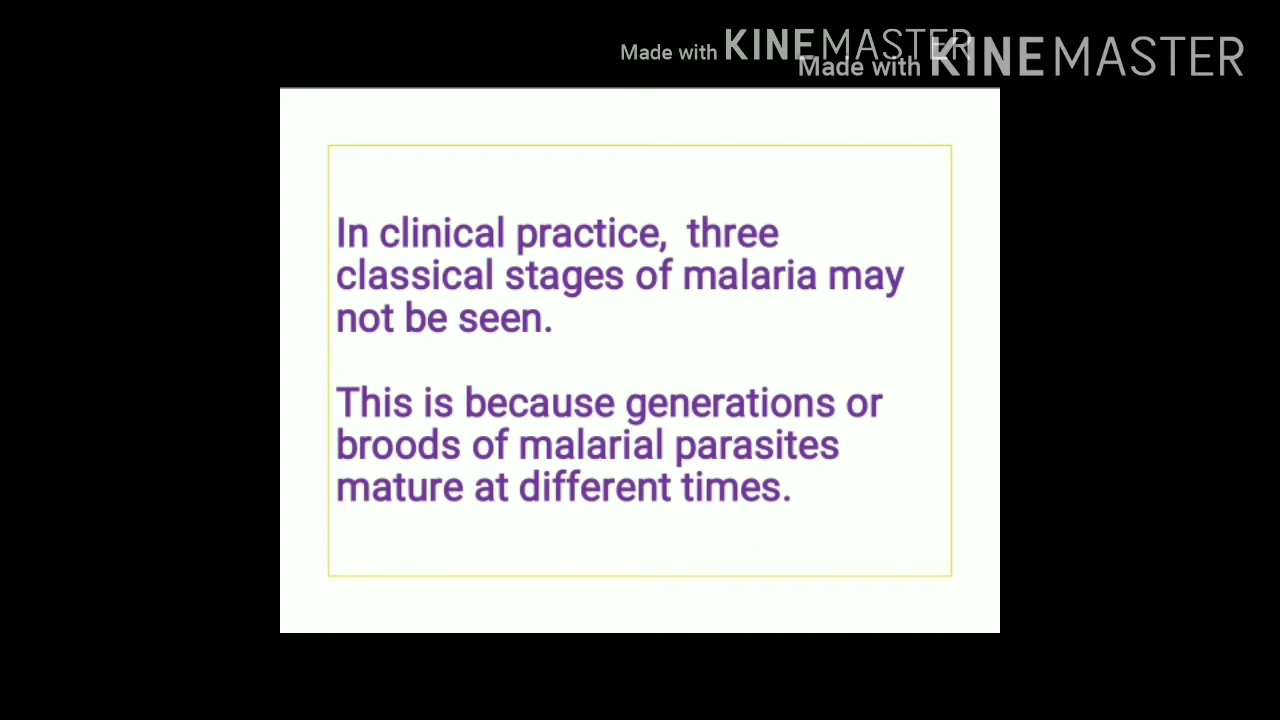 Made with KINEMASTER
Made with KINEMASTER
In clinical practice, three
classical stages of malaria may
not be seen.
This is because generations or
broods of malarial parasites
mature at different times.